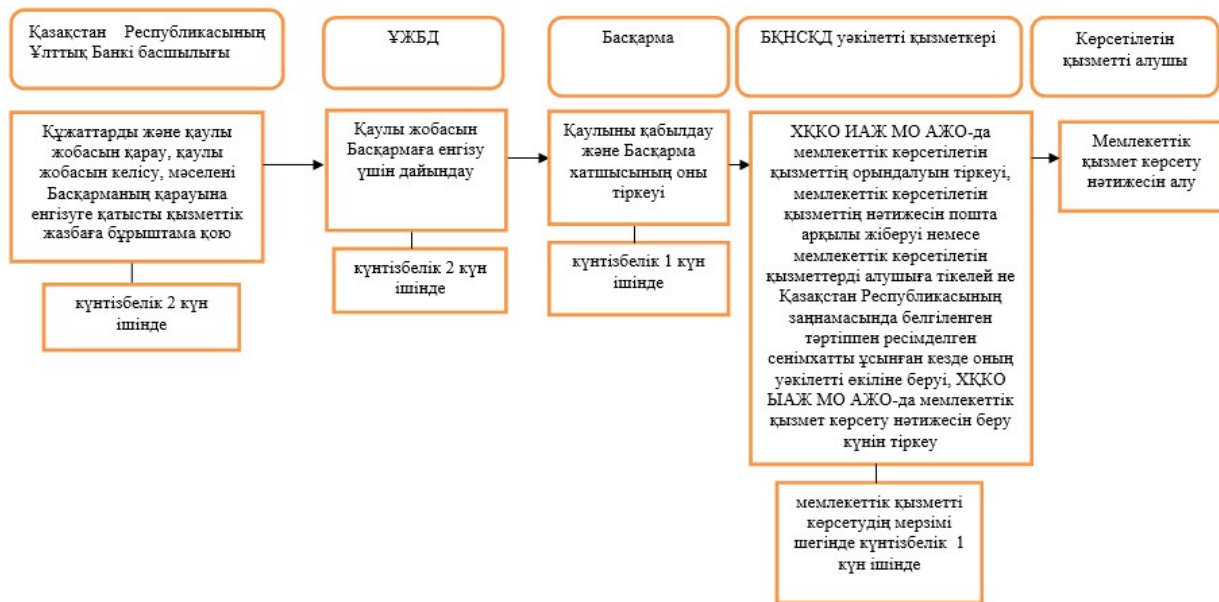 Қазақстан Республикасының
Ұлттық Банкі басшылығы
ҰЖБД
Басқарма
БҚНСҚД уәкілетті қызметкері
Көрсетілетін
қызметті алушы
Құжаттарды және қаулы
жобасын қарау, қаулы
жобасын келісу, мәселені
Басқарманың қарауына
енгізуге қатысты қызметтік
жазбаға бұрыштама қою
күнтізбелік 2 күн
ішінде
Қаулы жобасын
Басқармаға енгізу
үшін дайындау
күнтізбелік 2 күн
ішінде
Қаулыны қабылдау
және Басқарма
хатшысының оны
тіркеуі
күнтізбелік 1 күн
ішінде
ХҚКО ИАЖ МО АЖО-да
мемлекеттік көрсетілетін
қызметтің орындалуын тіркеуі,
мемлекеттік көрсетілетін
қызметтің нәтижесін пошта
арқылы жіберуі немесе
мемлекеттік көрсетілетін
қызметтерді алушыға тікелей не
Қазақстан Республикасының
заңнамасында белгіленген
тәртіппен ресімделген
сенімхатты ұсынған кезде оның
уәкілетті өкіліне беруі, ХҚКО
ЫАЖ МО АЖО-да мемлекеттік
қызмет көрсету нәтижесін беру
күнін тіркеу
мемлекеттік қызметті
көрсетудің мерзімі
шегінде күнтізбелік 1
күн ішінде
Мемлекеттік
қызмет көрсету
нәтижесін алу